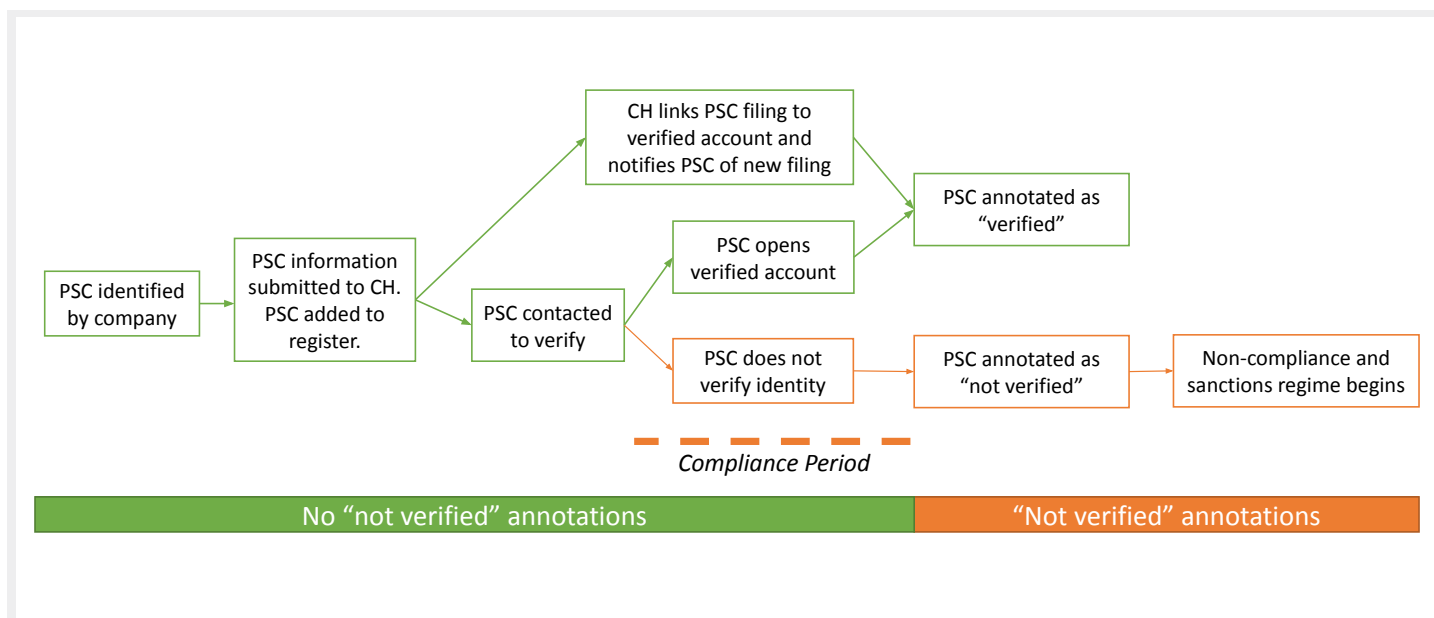 CH links PSC filing to
verified account and
notifies PSC of new filing
PSC annotated as
“verified”
PSC opens
verified account
PSC information
submitted to CH.
PSC added to
register.
PSC identified
by company
PSC contacted
to verify
PSC does not
verify identity
PSC annotated as
“not verified”
Non-compliance and
sanctions regime begins
Compliance Period
No “not verified” annotations
“Not verified” annotations